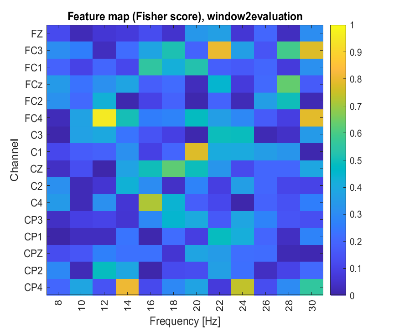 Feature map (Fisher score), window2evaluation
Channel
FZ
FC3
FC1
FCz
FC2
FC4
C3
C1
CZ
C2
C4
CP3
CP1
CPZ
CP2
CP4
8 10 12 14 16 18 20 22 24 26 28 30
Frequency [Hz]
1
0.9
0.8
0.7
0.6
0.5
0.4
0.3
0.2
0.1
0